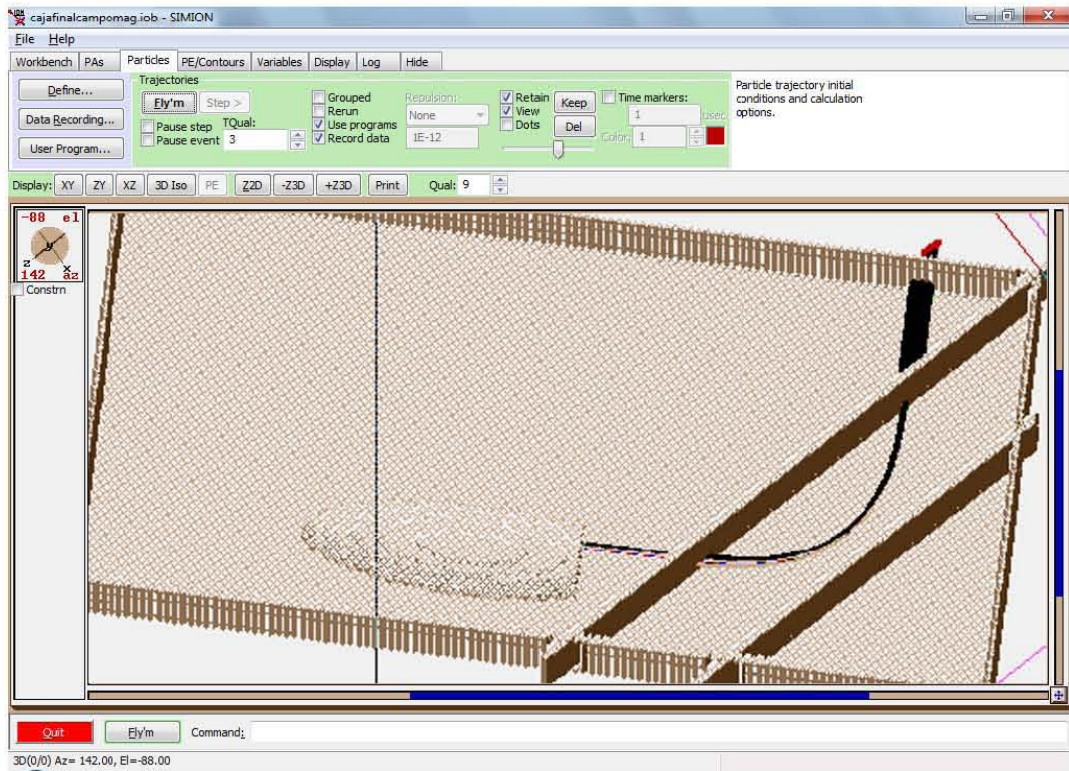 cajafinalcampomag.iob - SIMION
File Help
Workbench PAs Particles PE/Contours Variables Display Log Hide
Define...
Data Recording...
User Program...
Trajectories
Fly'm Step >
Pause step TQual:
Pause event 3
Grouped
Rerun
Use programs
Record data
Repulsion:
None
1E-12
Retain Keep
View
Dots Del
Time markers:
1 usec
Color: 1
Particle trajectory initial
conditions and calculation
options.
Display: XY ZY XZ 3D Iso PE Z2D -Z3D +Z3D Print Qual: 9
-88 el
y
z x
142 az
Constrn
Quit Fly'm Command:
3D(0/0) Az= 142.00, El=-88.00